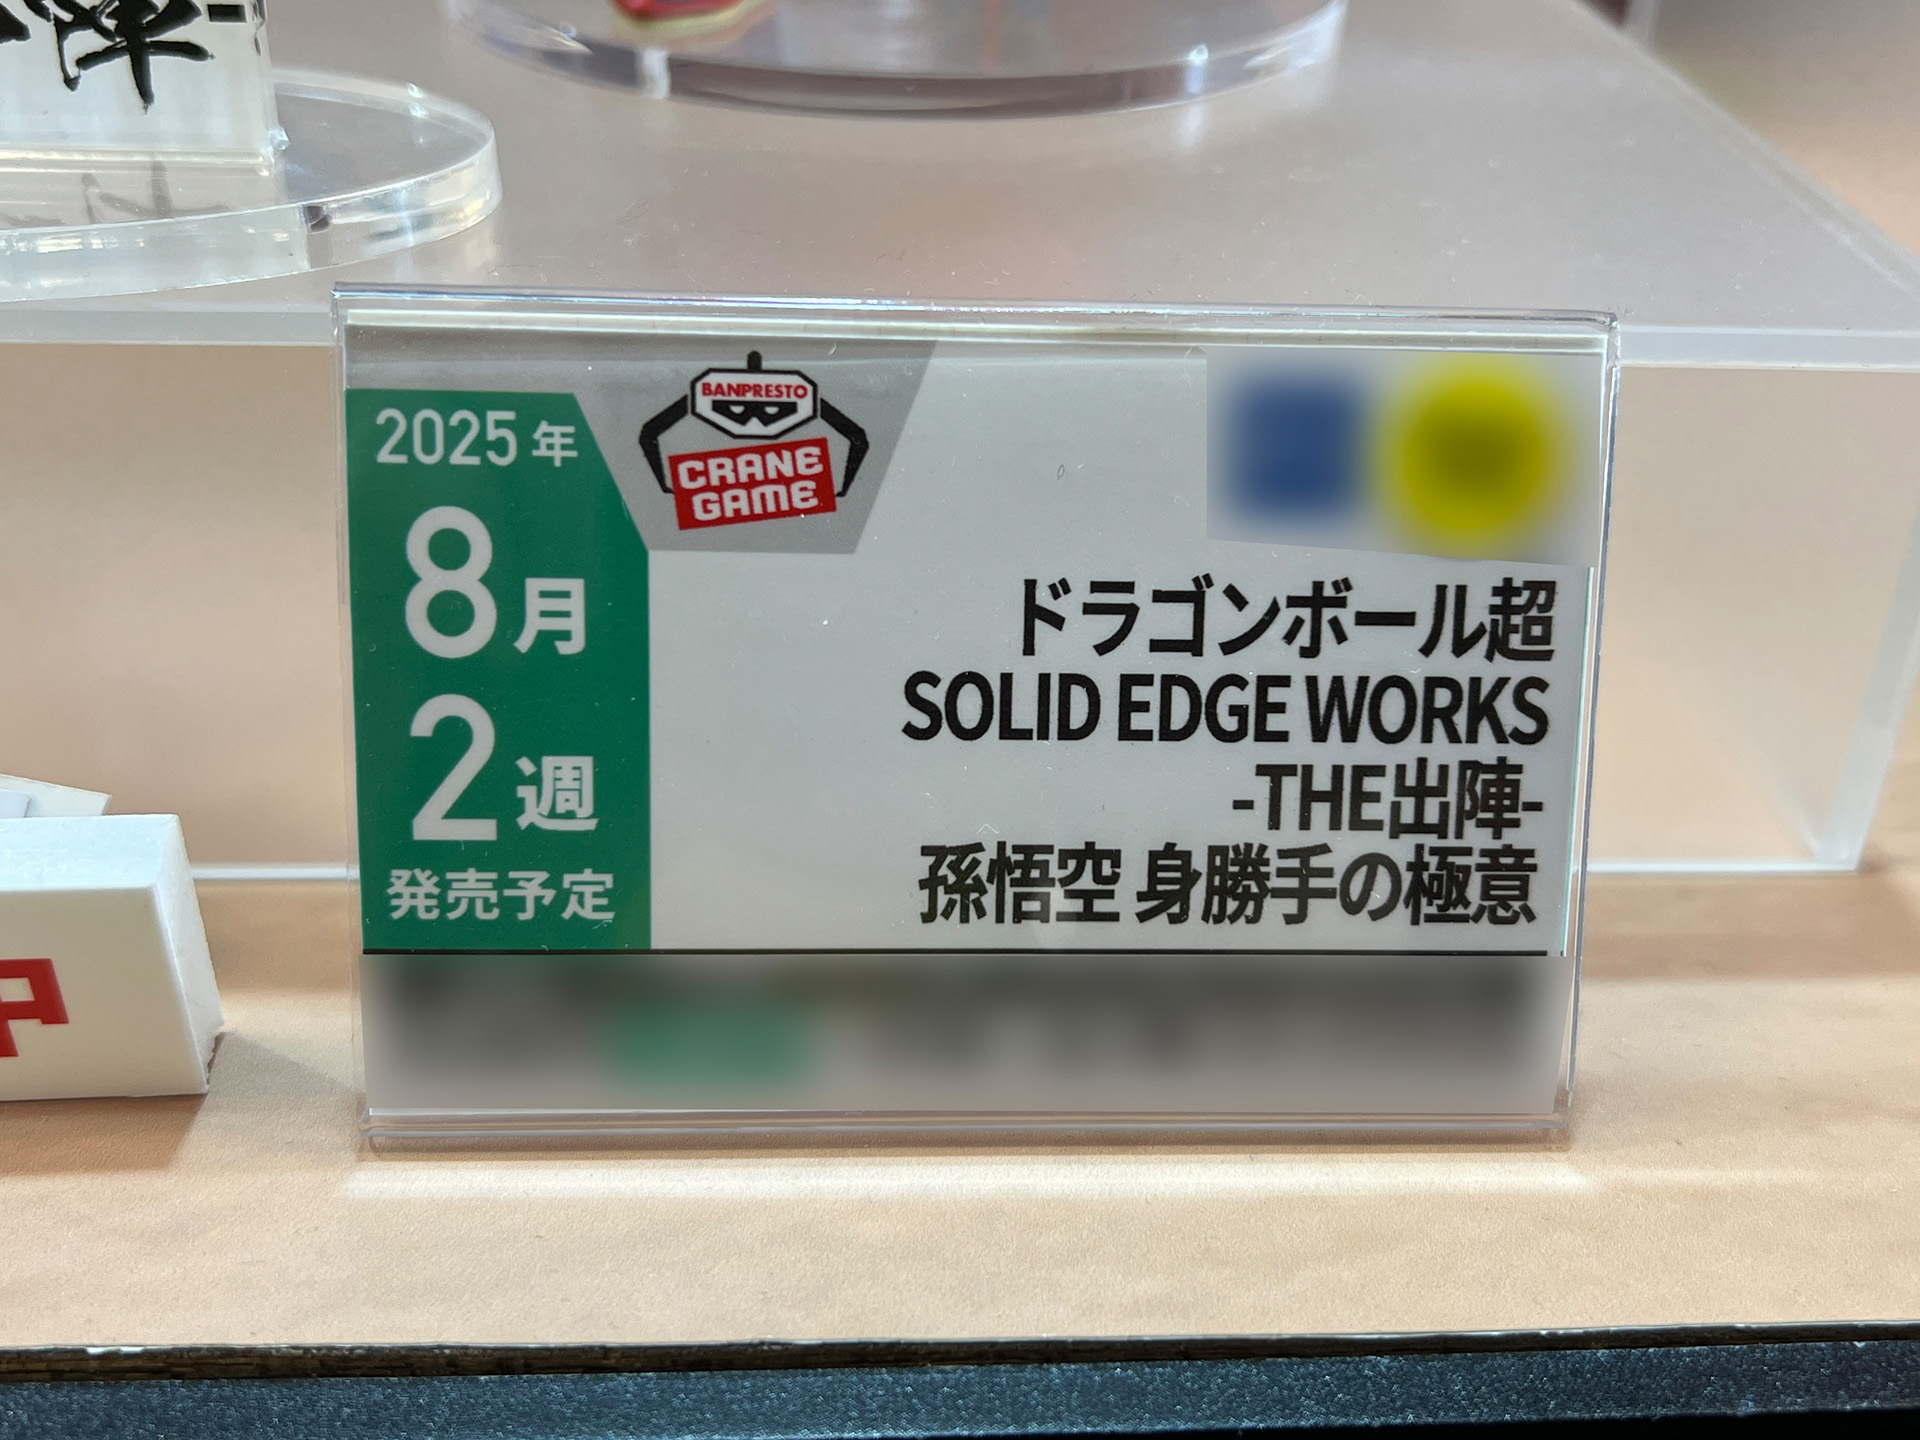 陣-
2025年
8月
2週
発売予定
BANPRESTO
CRANE
GAME
ドラゴンボール超
SOLID EDGE WORKS
-THE出陣-
孫悟空 身勝手の極意
中